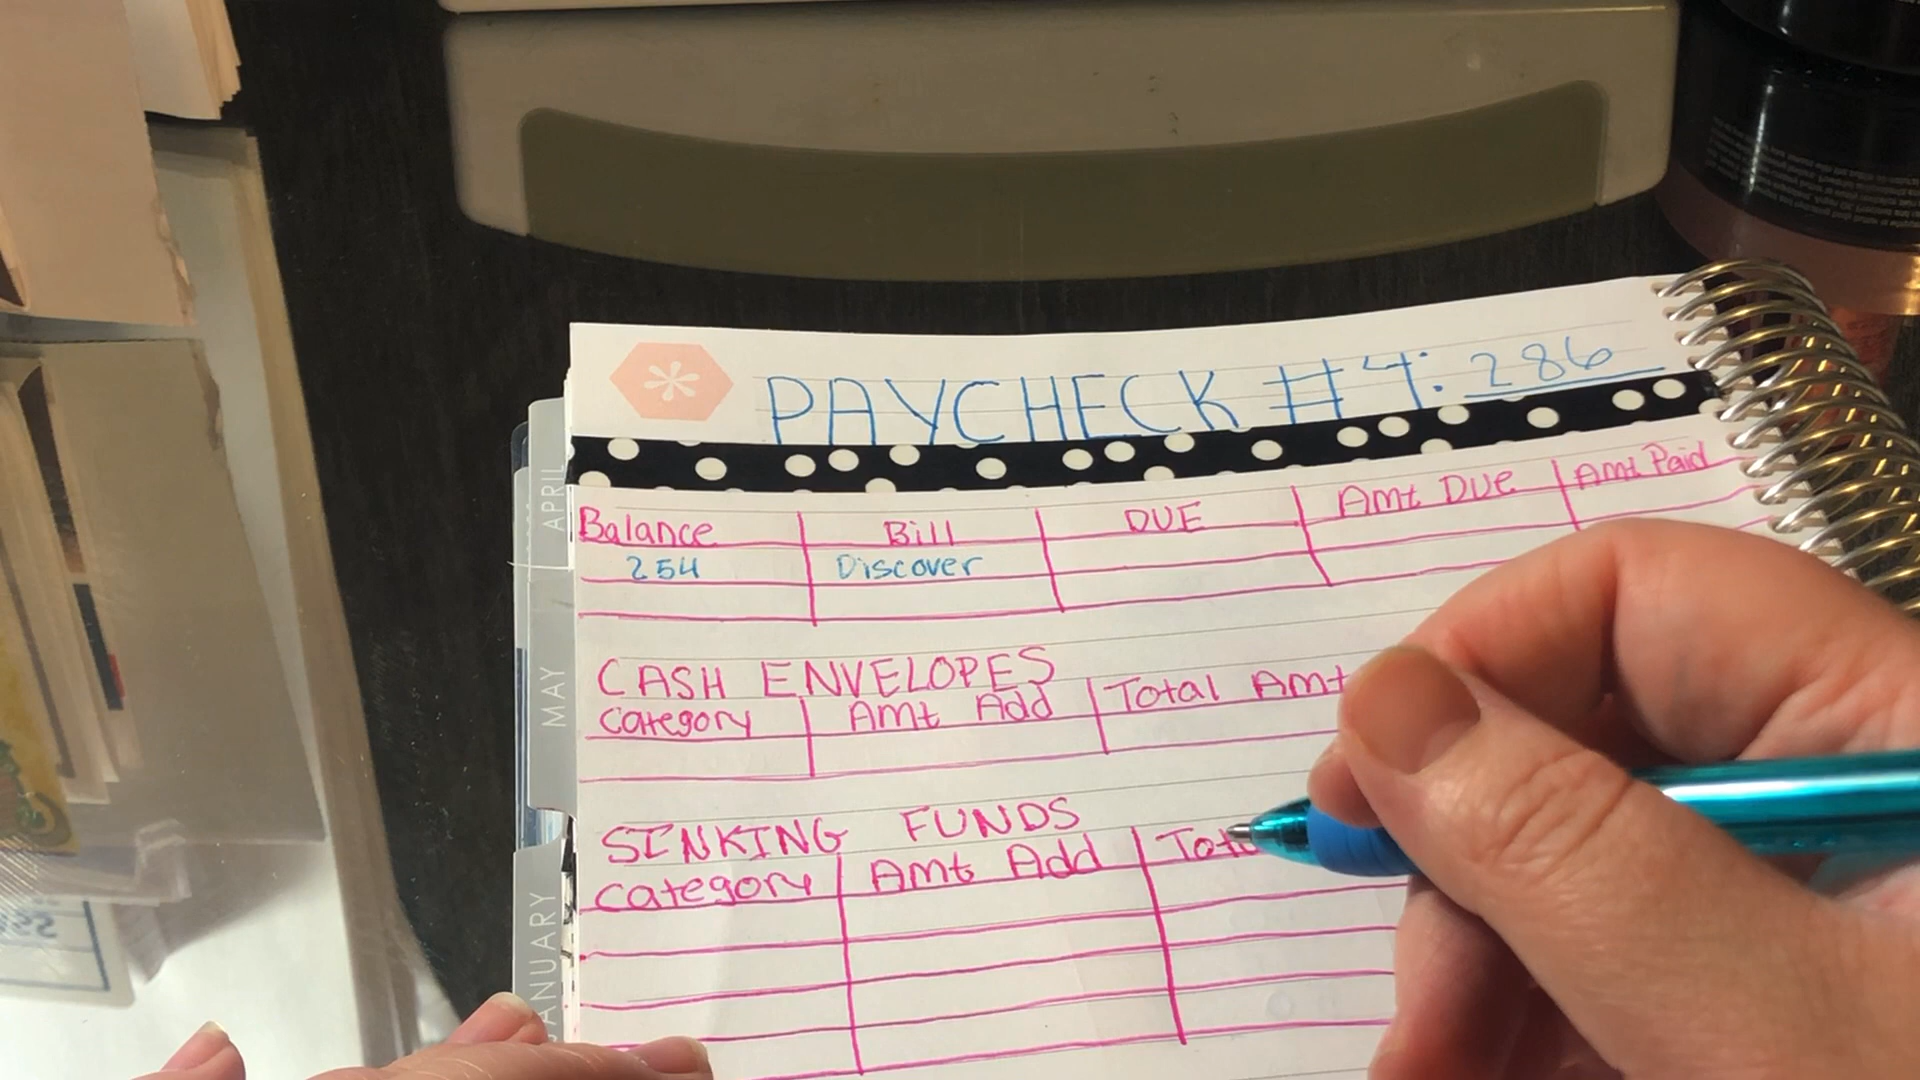 PAYCHECK #4: 286
Balance Bill DUE Amt DUE Amt Paid
254 Discover
CASH ENVELOPES
Category Amt Add Total Amt
SINKING FUNDS
Category Amt Add
APRIL
MAY
JANUARY